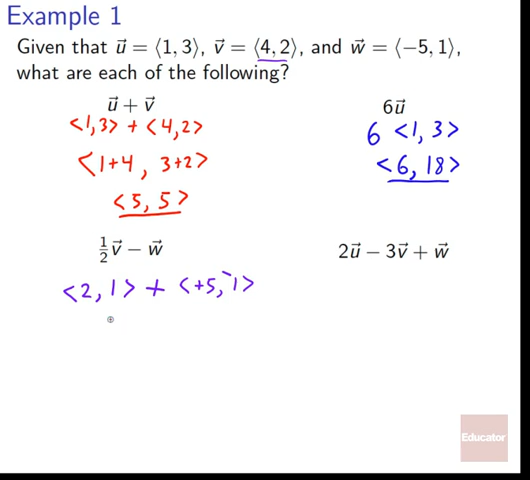 Example 1
Given that u⃗ = ⟨1, 3⟩, v⃗ = ⟨4, 2⟩, and w⃗ = ⟨−5, 1⟩,
what are each of the following?
u⃗ + v⃗
<1,3> + <4,2>
<1+4, 3+2>
<5, 5>
6u⃗
6 <1, 3>
<6, 18>
½v⃗ − w⃗
<2, 1> + <+5, -1>
2u⃗ − 3v⃗ + w⃗
Educator